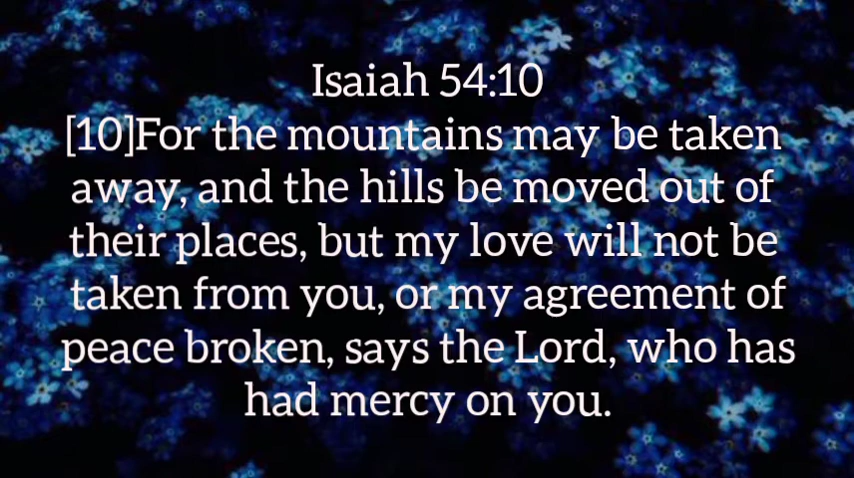 Isaiah 54:10
[10]For the mountains may be taken
away, and the hills be moved out of
their places, but my love will not be
taken from you, or my agreement of
peace broken, says the Lord, who has
had mercy on you.